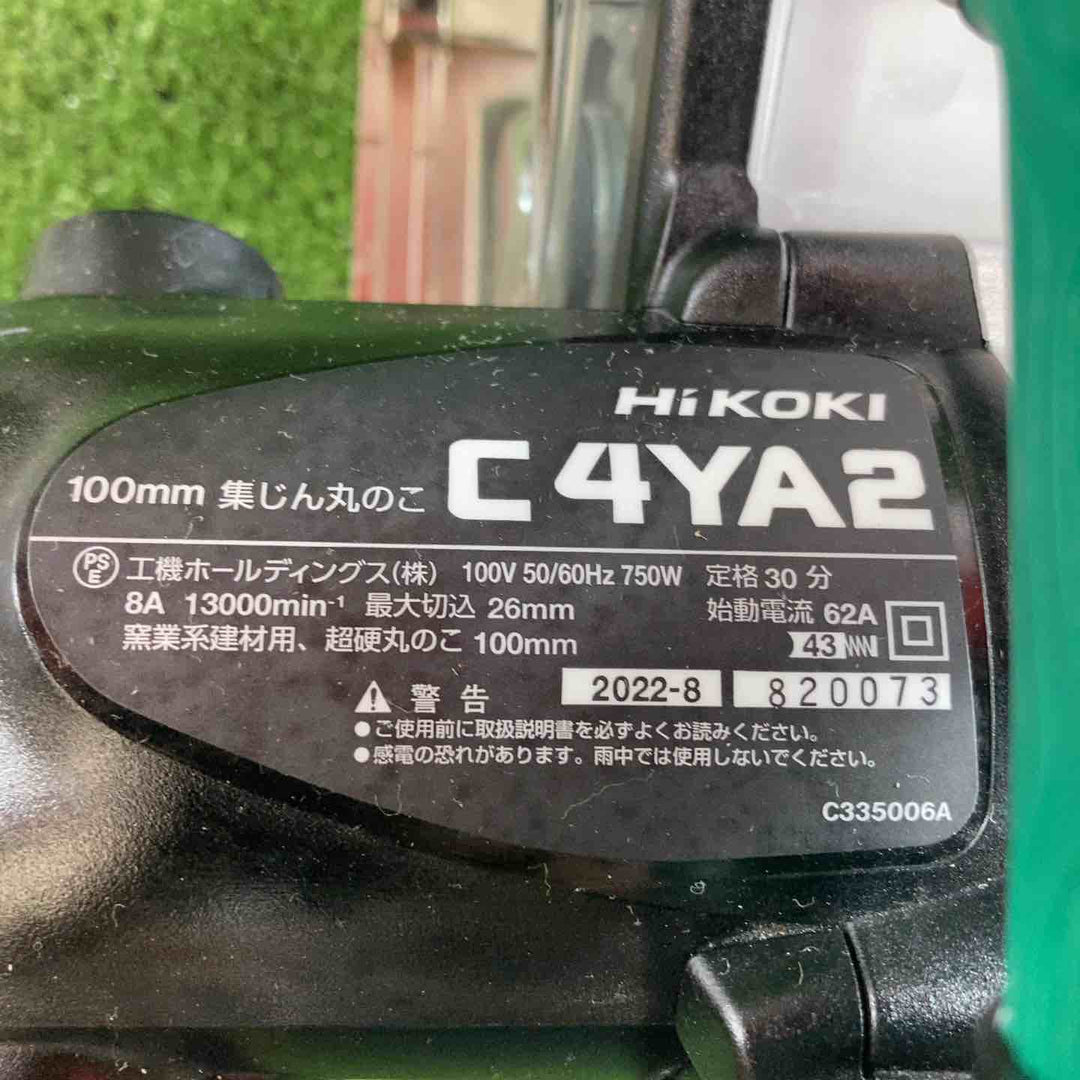 HiKOKI
100mm 集じん丸のこ C 4YA2
PSE 工機ホールディングス(株) 100V 50/60Hz 750W 定格 30 分
8A 13000min-1 最大切込 26mm 始動電流 62A
窯業系建材用、超硬丸のこ 100mm 43
警告 2022-8 820073
●ご使用前に取扱説明書を必ずよくお読みください。
●感電の恐れがあります。雨中では使用しないでください。
C335006A